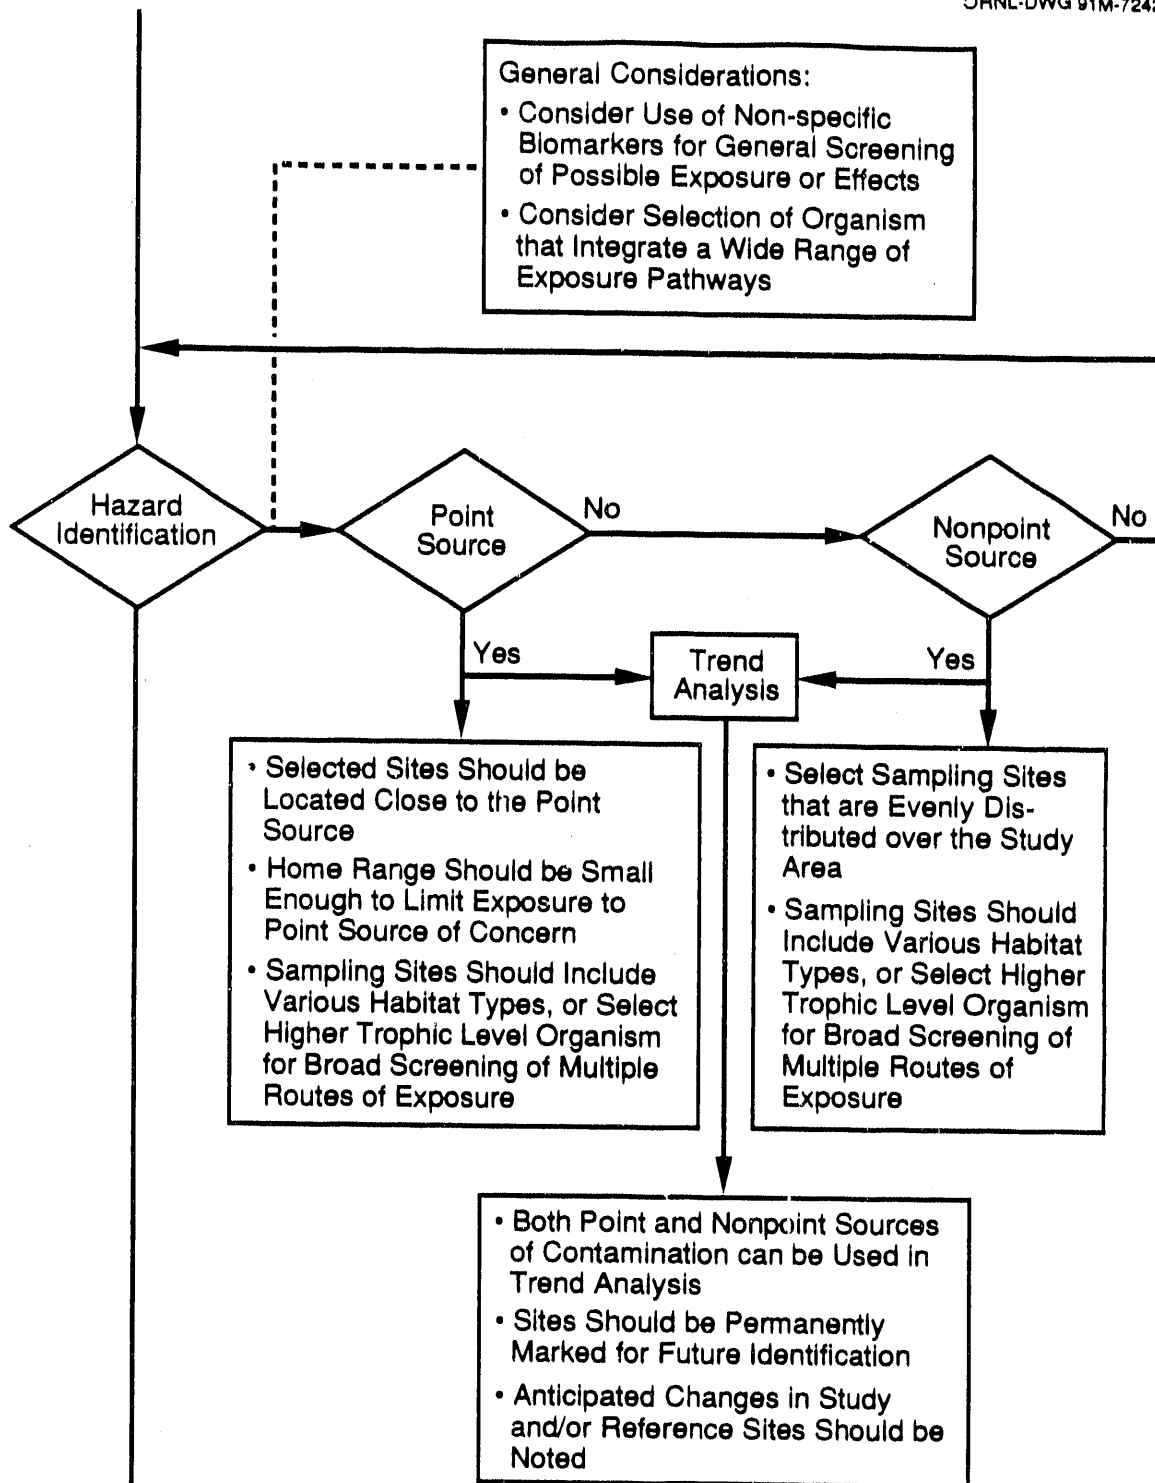 ORNL-DWG 91M-7242
General Considerations:
• Consider Use of Non-specific
Biomarkers for General Screening
of Possible Exposure or Effects
• Consider Selection of Organism
that Integrate a Wide Range of
Exposure Pathways
Hazard
Identification
Point
Source
No
Nonpoint
Source
No
Yes
Trend
Analysis
Yes
• Selected Sites Should be
Located Close to the Point
Source
• Home Range Should be Small
Enough to Limit Exposure to
Point Source of Concern
• Sampling Sites Should Include
Various Habitat Types, or Select
Higher Trophic Level Organism
for Broad Screening of Multiple
Routes of Exposure
• Select Sampling Sites
that are Evenly Dis-
tributed over the Study
Area
• Sampling Sites Should
Include Various Habitat
Types, or Select Higher
Trophic Level Organism
for Broad Screening of
Multiple Routes of
Exposure
• Both Point and Nonpoint Sources
of Contamination can be Used in
Trend Analysis
• Sites Should be Permanently
Marked for Future Identification
• Anticipated Changes in Study
and/or Reference Sites Should be
Noted